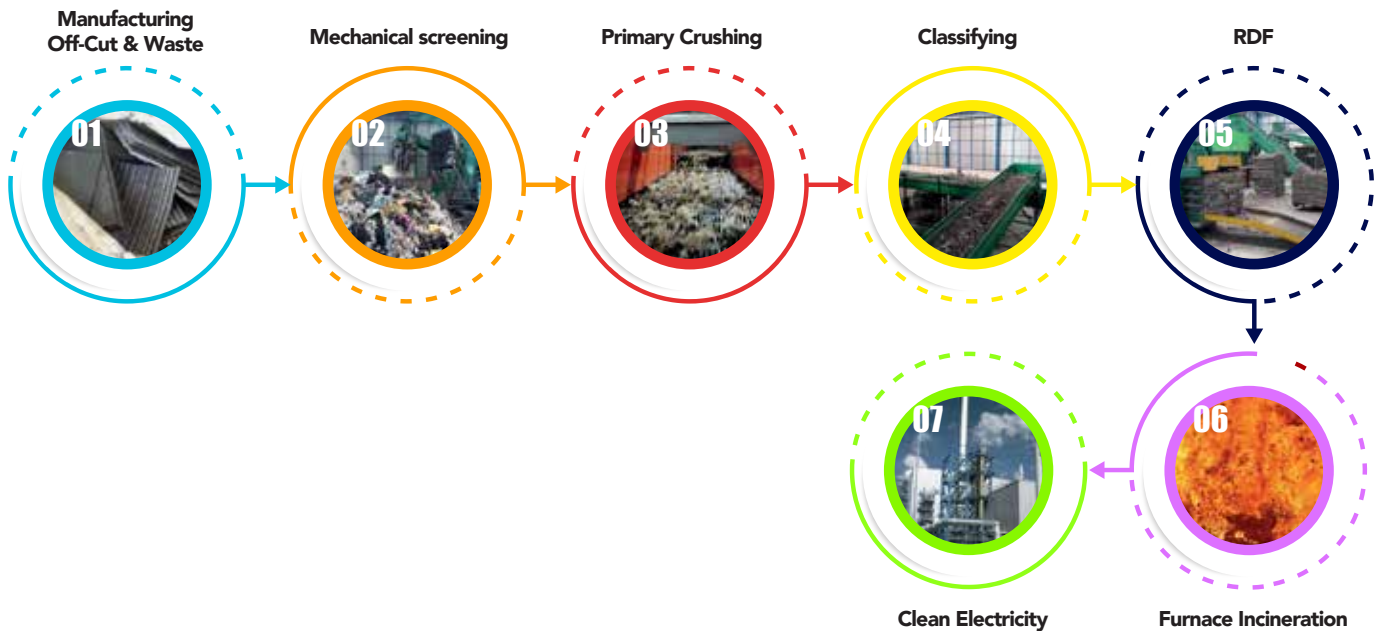 Manufacturing
Off-Cut & Waste
Mechanical screening
Primary Crushing
Classifying
RDF
01
02
03
04
05
07
06
Clean Electricity
Furnace Incineration